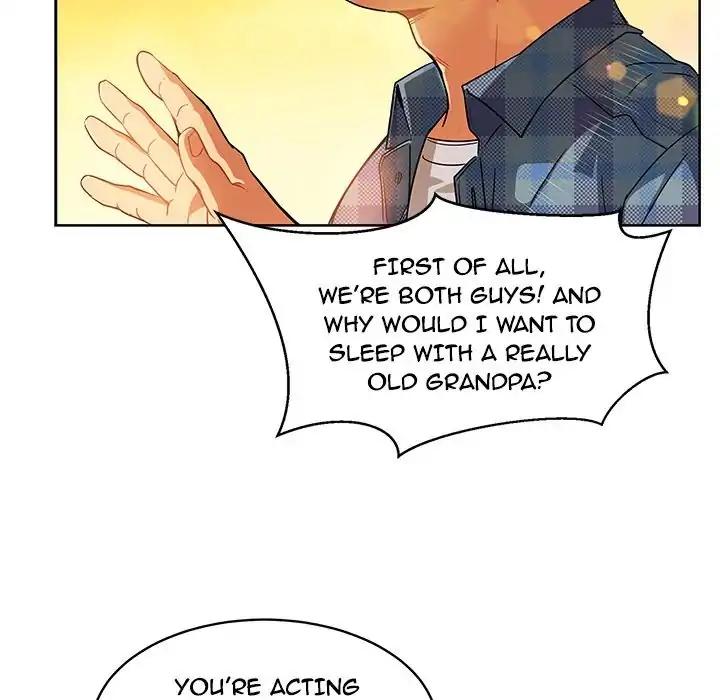 FIRST OF ALL,
WE'RE BOTH GUYS! AND
WHY WOULD I WANT TO
SLEEP WITH A REALLY
OLD GRANDPA?
YOU'RE ACTING